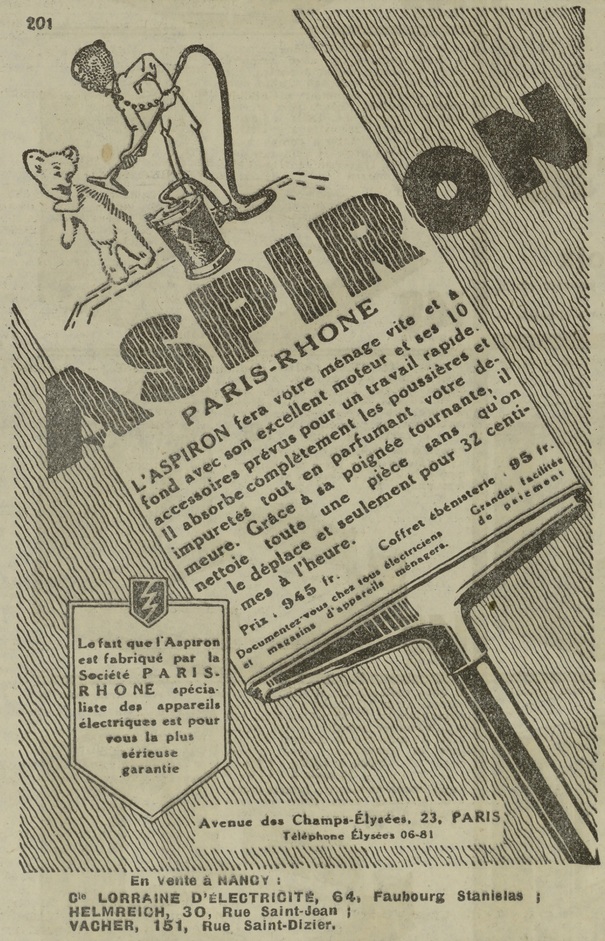 201
ASPIRON
PARIS-RHONE
L'ASPIRON fera votre ménage vite et à
fond avec son excellent moteur et ses 10
accessoires prévus pour un travail rapide.
Il absorbe complètement les poussières et
impuretés tout en parfumant votre de-
meure. Grâce à sa poignée tournante, il
nettoie toute une pièce sans qu'on
le déplace et seulement pour 32 centi-
mes à l'heure.
Prix : 945 fr. Coffret ébénisterie : 95 fr.
Documentez-vous chez tous électriciens
et magasins d'appareils ménagers.
Grandes facilités
de paiement
Le fait que l'Aspiron
est fabriqué par la
Société PARIS-
RHONE spécia-
liste des appareils
électriques est pour
vous la plus
sérieuse
garantie
Avenue des Champs-Élysées, 23, PARIS
Téléphone Élysées 06-81
En vente à NANCY :
Cie LORRAINE D'ÉLECTRICITÉ, 64, Faubourg Stanislas ;
HELMREICH, 30, Rue Saint-Jean ;
VACHER, 151, Rue Saint-Dizier.